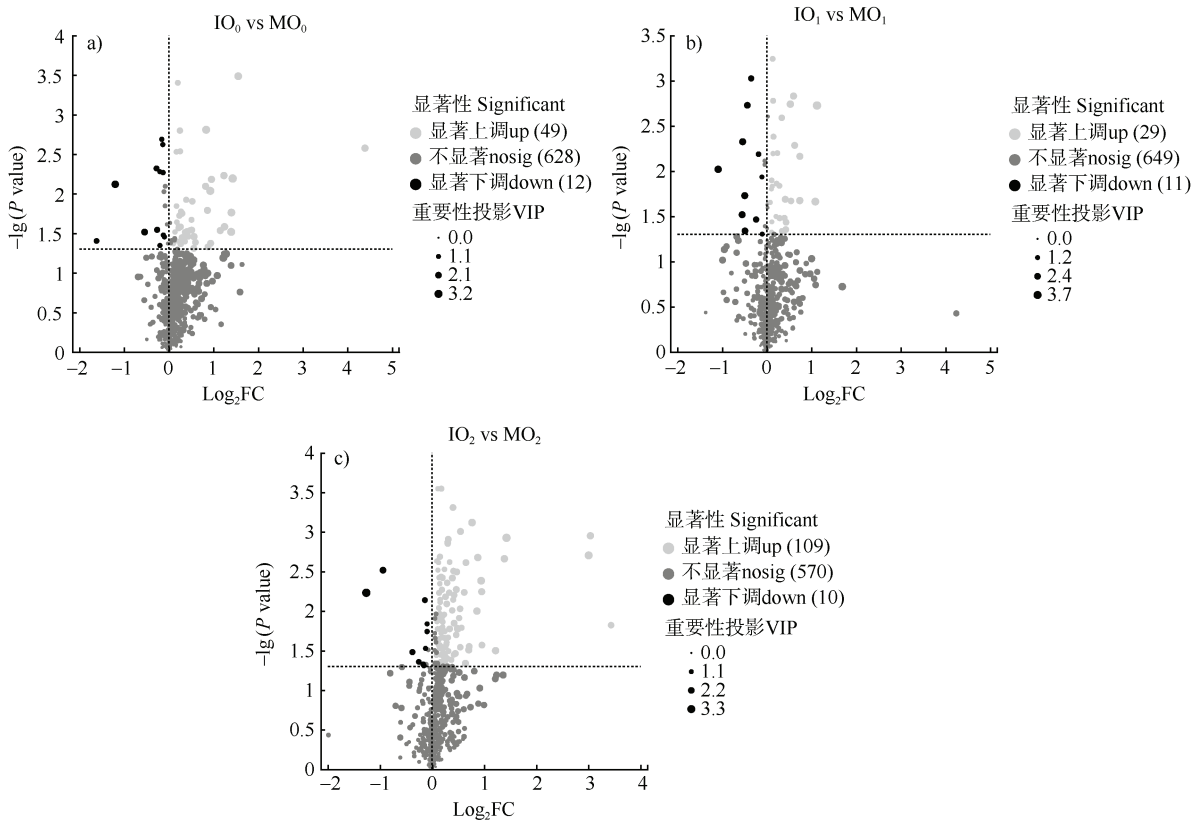 IO₀ vs MO₀
a)
4
3.5
3
2.5
2
1.5
1
0.5
0
−lg (P value)
−2 −1 0 1 2 3 4 5
Log₂FC
显著性 Significant
显著上调up (49)
不显著nosig (628)
显著下调down (12)
重要性投影VIP
0.0
1.1
2.1
3.2
IO₁ vs MO₁
b)
3.5
3
2.5
2
1.5
1
0.5
0
−lg (P value)
−2 −1 0 1 2 3 4 5
Log₂FC
显著性 Significant
显著上调up (29)
不显著nosig (649)
显著下调down (11)
重要性投影VIP
0.0
1.2
2.4
3.7
IO₂ vs MO₂
c)
4
3.5
3
2.5
2
1.5
1
0.5
0
−lg (P value)
−2 −1 0 1 2 3 4
Log₂FC
显著性 Significant
显著上调up (109)
不显著nosig (570)
显著下调down (10)
重要性投影VIP
0.0
1.1
2.2
3.3